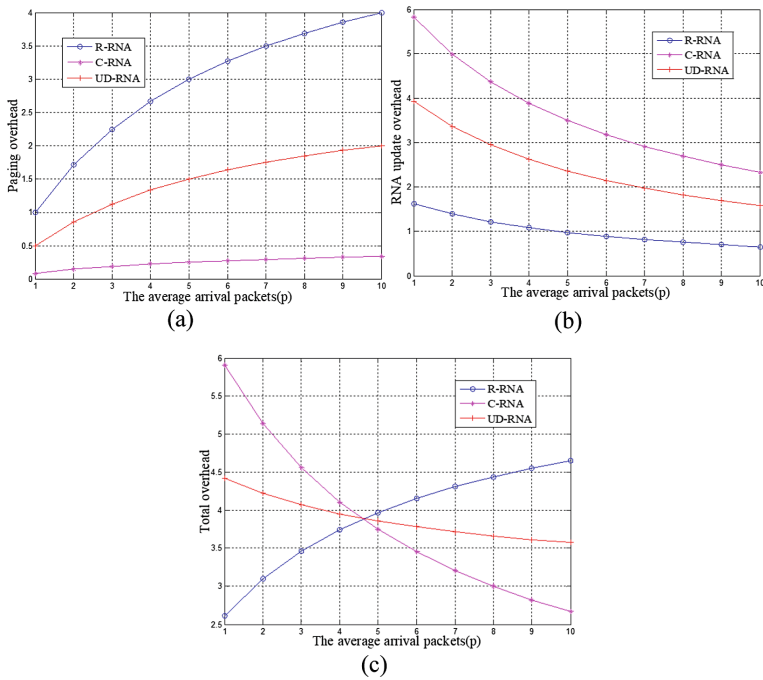 4
3.5
3
2.5
2
1.5
1
0.5
0
Paging overhead
R-RNA
C-RNA
UD-RNA
1 2 3 4 5 6 7 8 9 10
The average arrival packets(p)
(a)
6
5
4
3
2
1
0
RNA update overhead
R-RNA
C-RNA
UD-RNA
1 2 3 4 5 6 7 8 9 10
The average arrival packets(p)
(b)
6
5.5
5
4.5
4
3.5
3
2.5
Total overhead
R-RNA
C-RNA
UD-RNA
1 2 3 4 5 6 7 8 9 10
The average arrival packets(p)
(c)